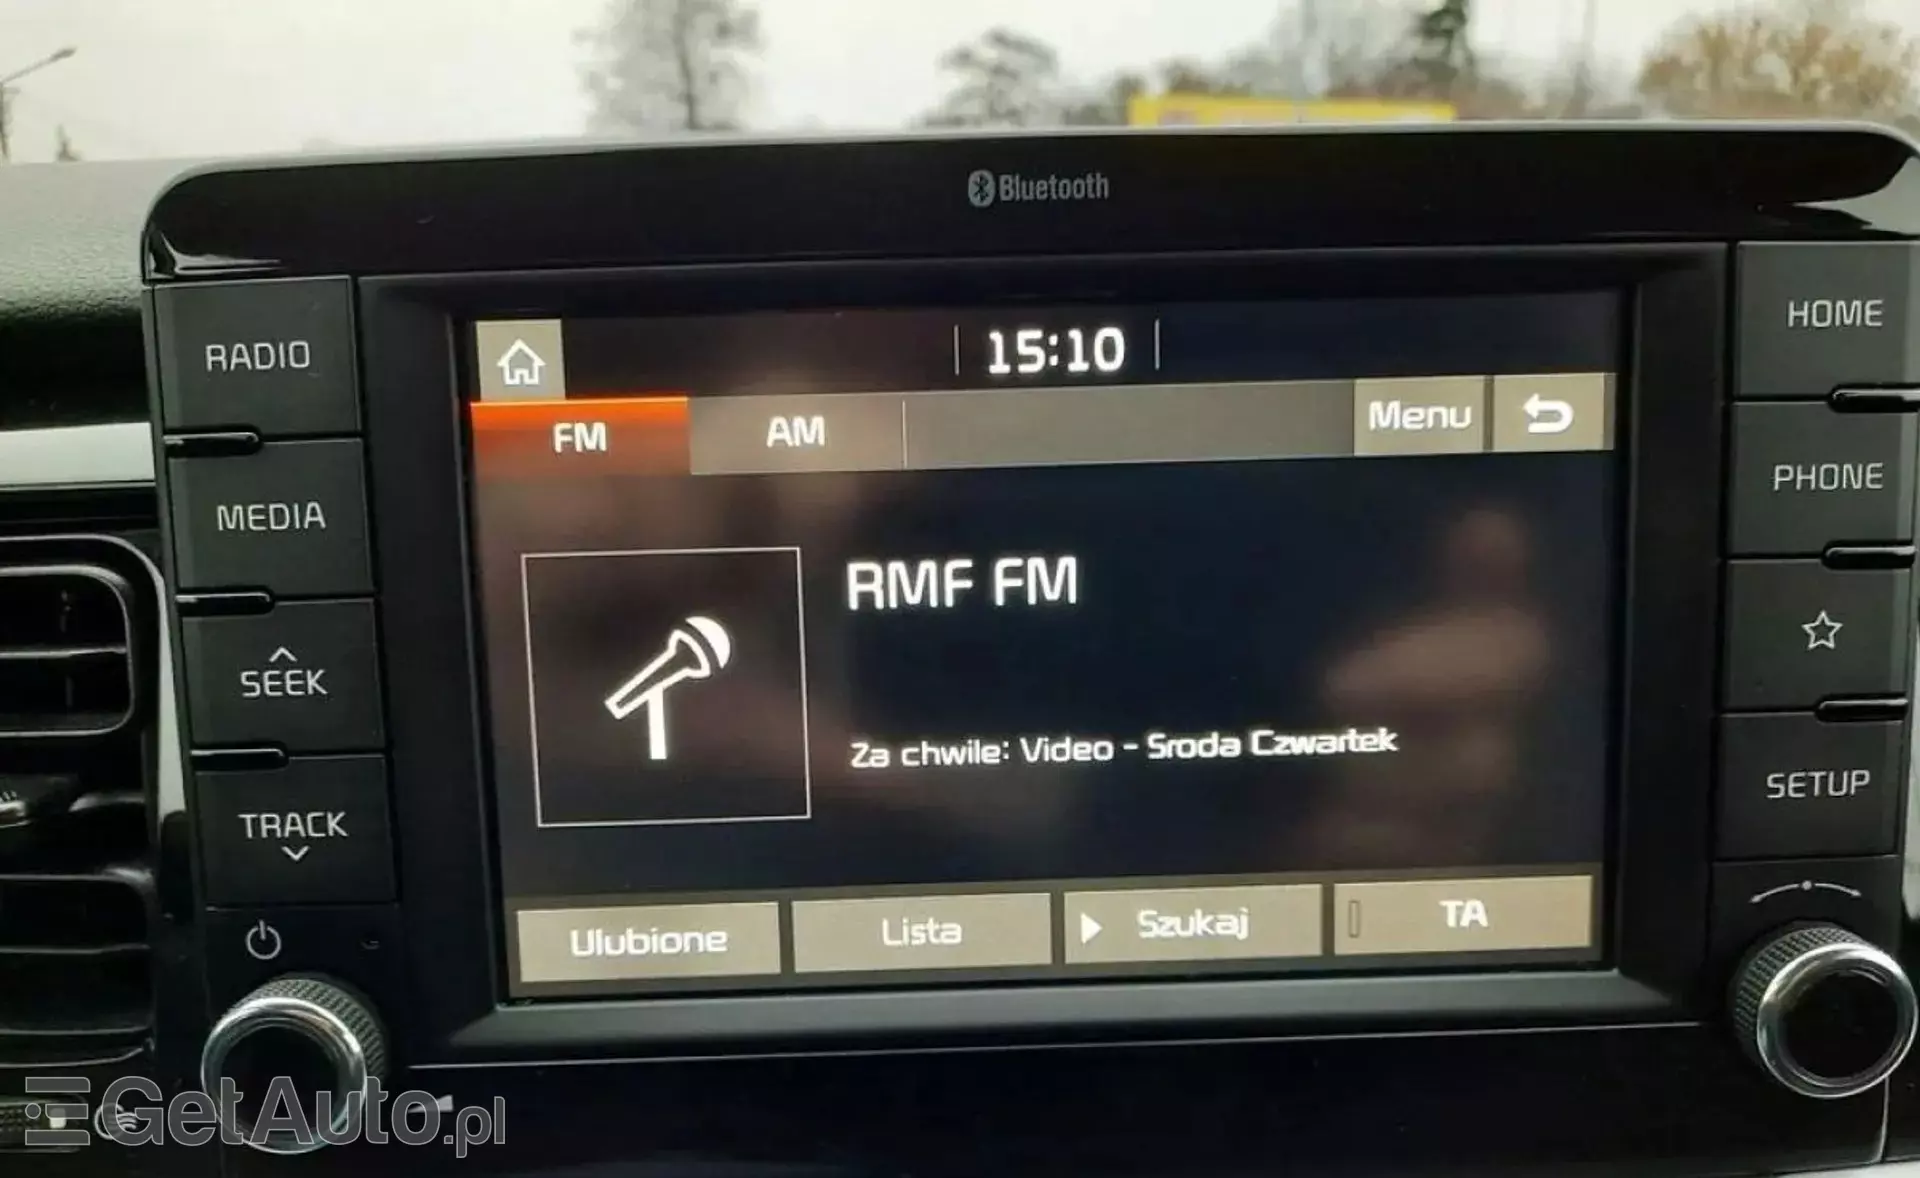 Bluetooth
RADIO
MEDIA
SEEK
TRACK
15:10
FM
AM
Menu
RMF FM
Za chwile: Video - Sroda Czwartek
Ulubione
Lista
Szukaj
TA
HOME
PHONE
SETUP
GetAuto.pl